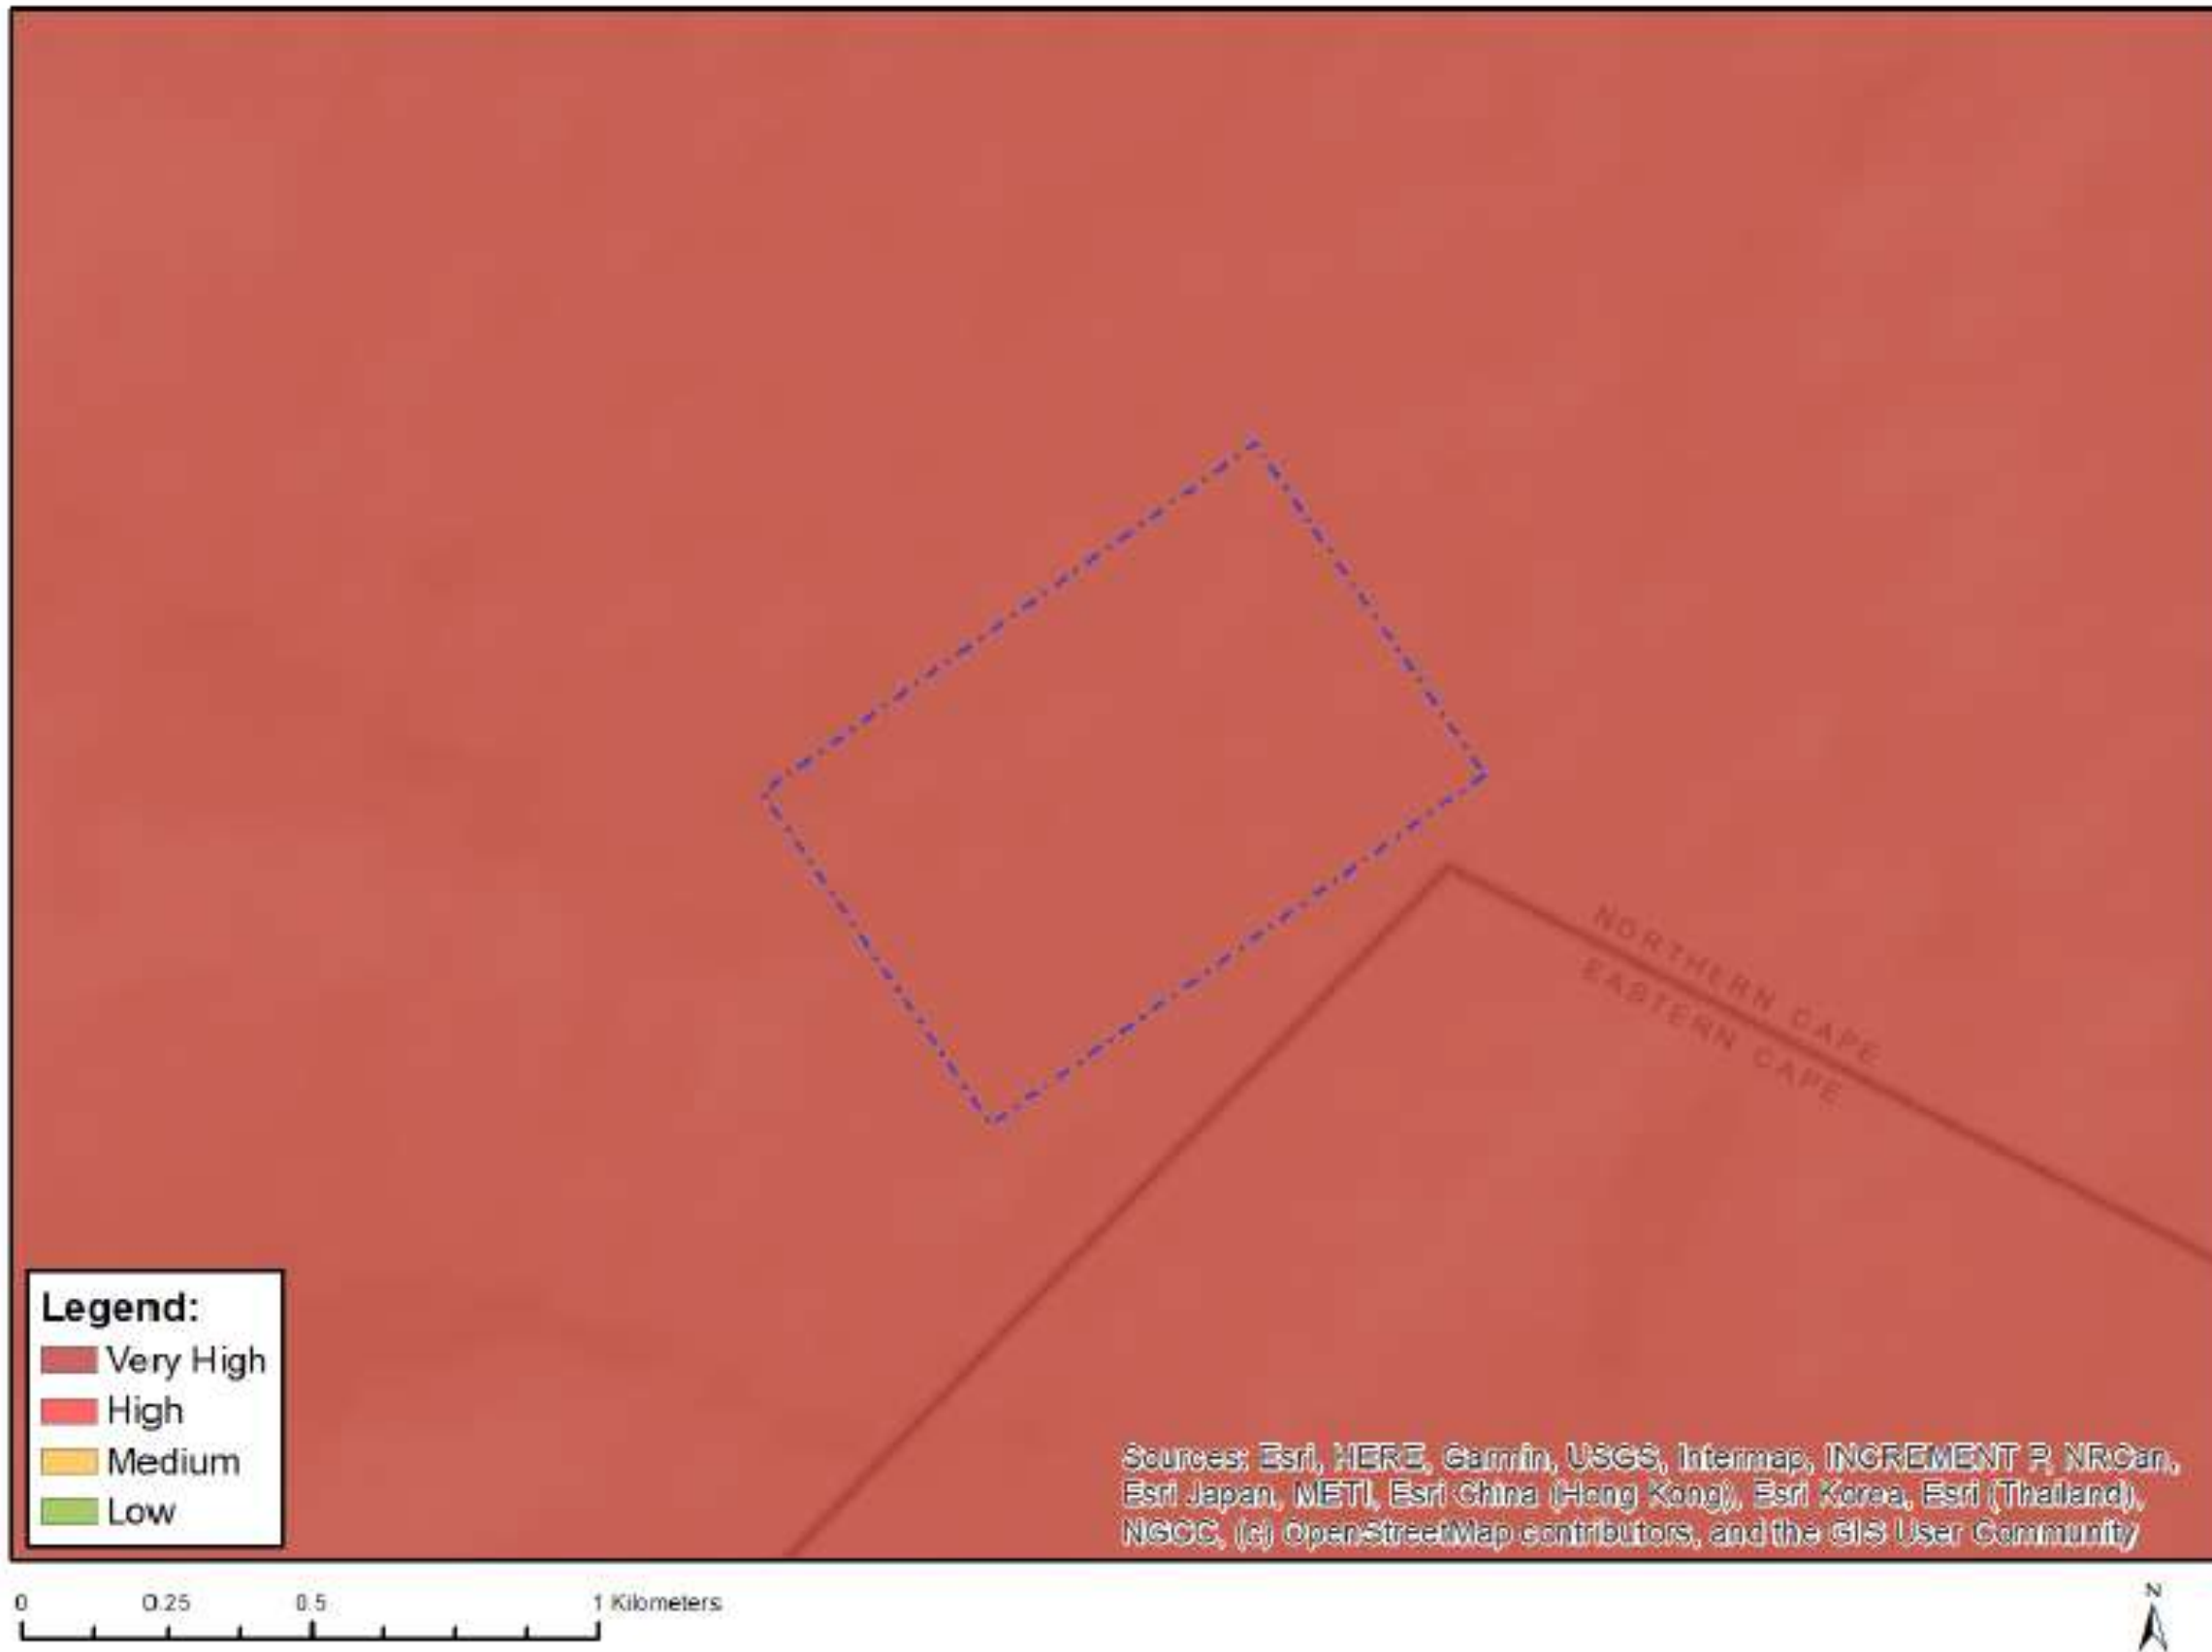 NORTHERN CAPE
EASTERN CAPE
Legend:
Very High
High
Medium
Low
Sources: Esri, HERE, Garmin, USGS, Intermap, INCREMENT P, NRCan,
Esri Japan, METI, Esri China (Hong Kong), Esri Korea, Esri (Thailand),
NGCC, (c) OpenStreetMap contributors, and the GIS User Community
0 0.25 0.5 1 Kilometers
N